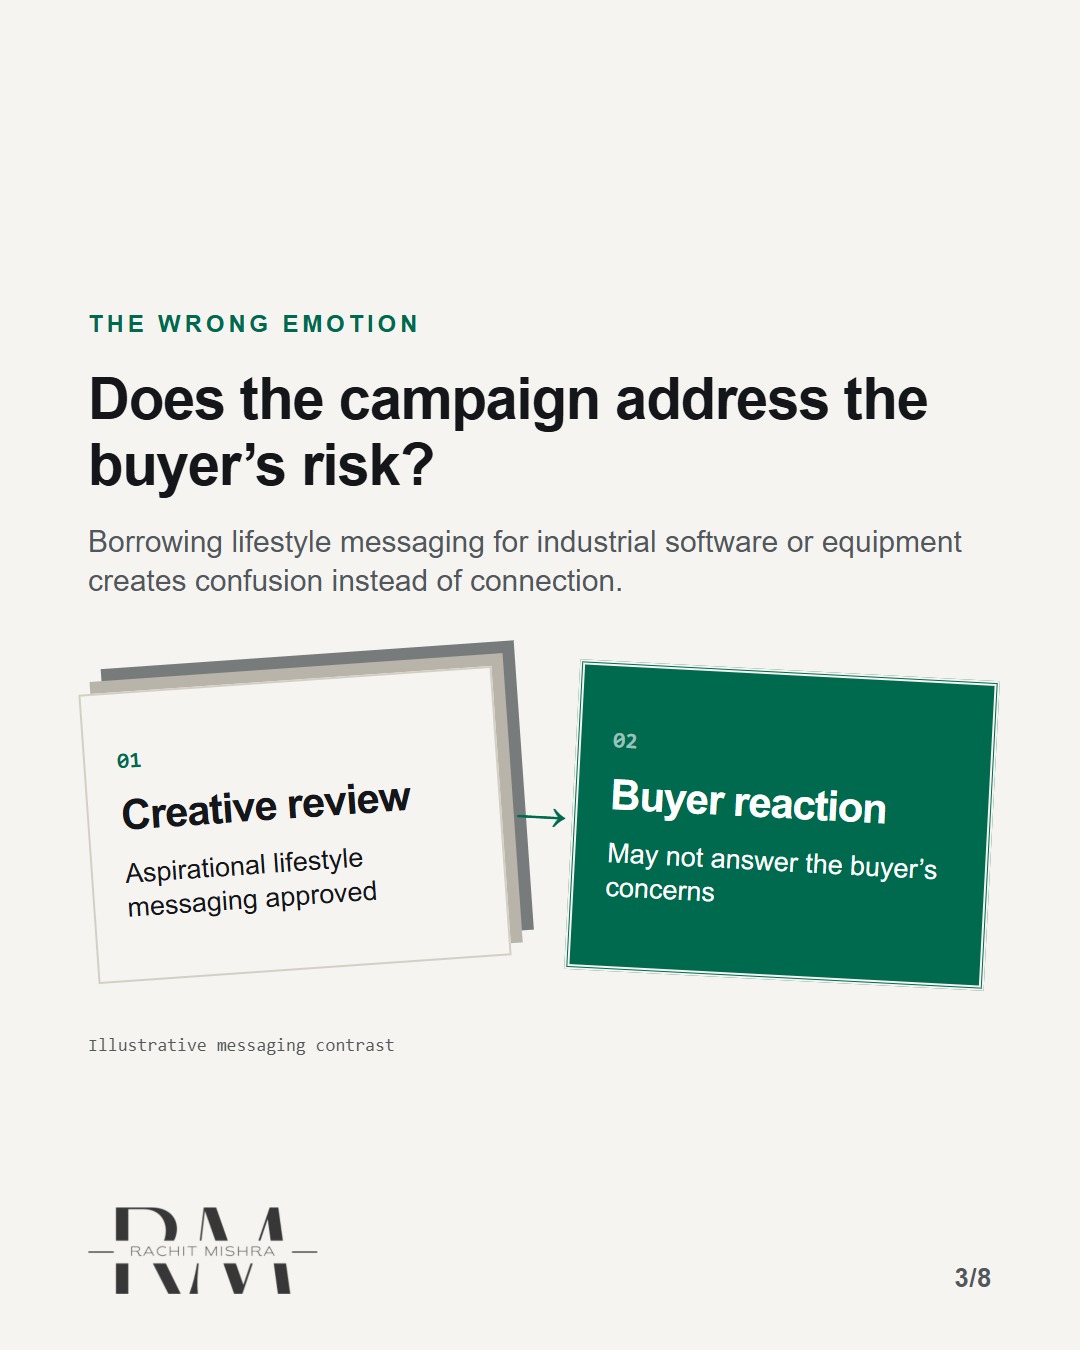 THE WRONG EMOTION
Does the campaign address the
buyer’s risk?
Borrowing lifestyle messaging for industrial software or equipment
creates confusion instead of connection.
01
Creative review
Aspirational lifestyle
messaging approved
→
02
Buyer reaction
May not answer the buyer’s
concerns
Illustrative messaging contrast
RM
RACHIT MISHRA
3/8